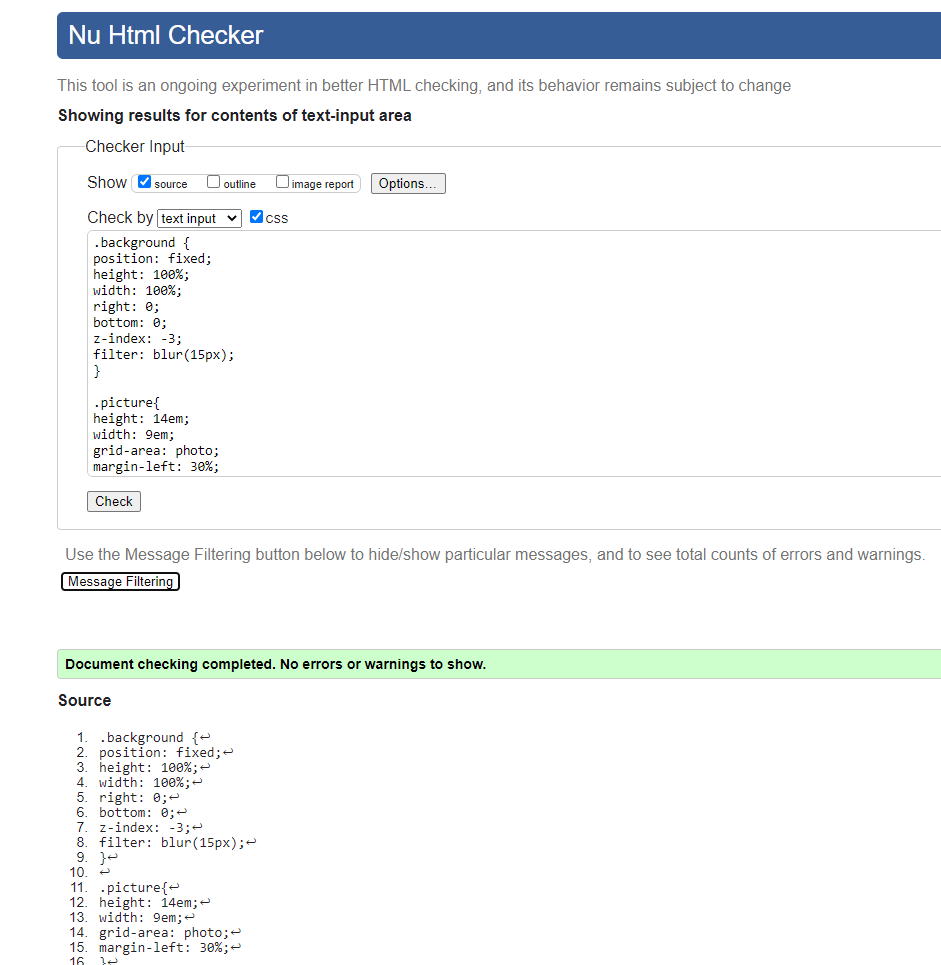 Nu Html Checker
This tool is an ongoing experiment in better HTML checking, and its behavior remains subject to change
Showing results for contents of text-input area
Checker Input
Show source outline image report Options...
Check by text input css
.background {
position: fixed;
height: 100%;
width: 100%;
right: 0;
bottom: 0;
z-index: -3;
filter: blur(15px);
}
.picture{
height: 14em;
width: 9em;
grid-area: photo;
margin-left: 30%;
Check
Use the Message Filtering button below to hide/show particular messages, and to see total counts of errors and warnings.
Message Filtering
Document checking completed. No errors or warnings to show.
Source
1. .background {↩
2. position: fixed;↩
3. height: 100%;↩
4. width: 100%;↩
5. right: 0;↩
6. bottom: 0;↩
7. z-index: -3;↩
8. filter: blur(15px);↩
9. }↩
10. ↩
11. .picture{↩
12. height: 14em;↩
13. width: 9em;↩
14. grid-area: photo;↩
15. margin-left: 30%;↩
16. }↩